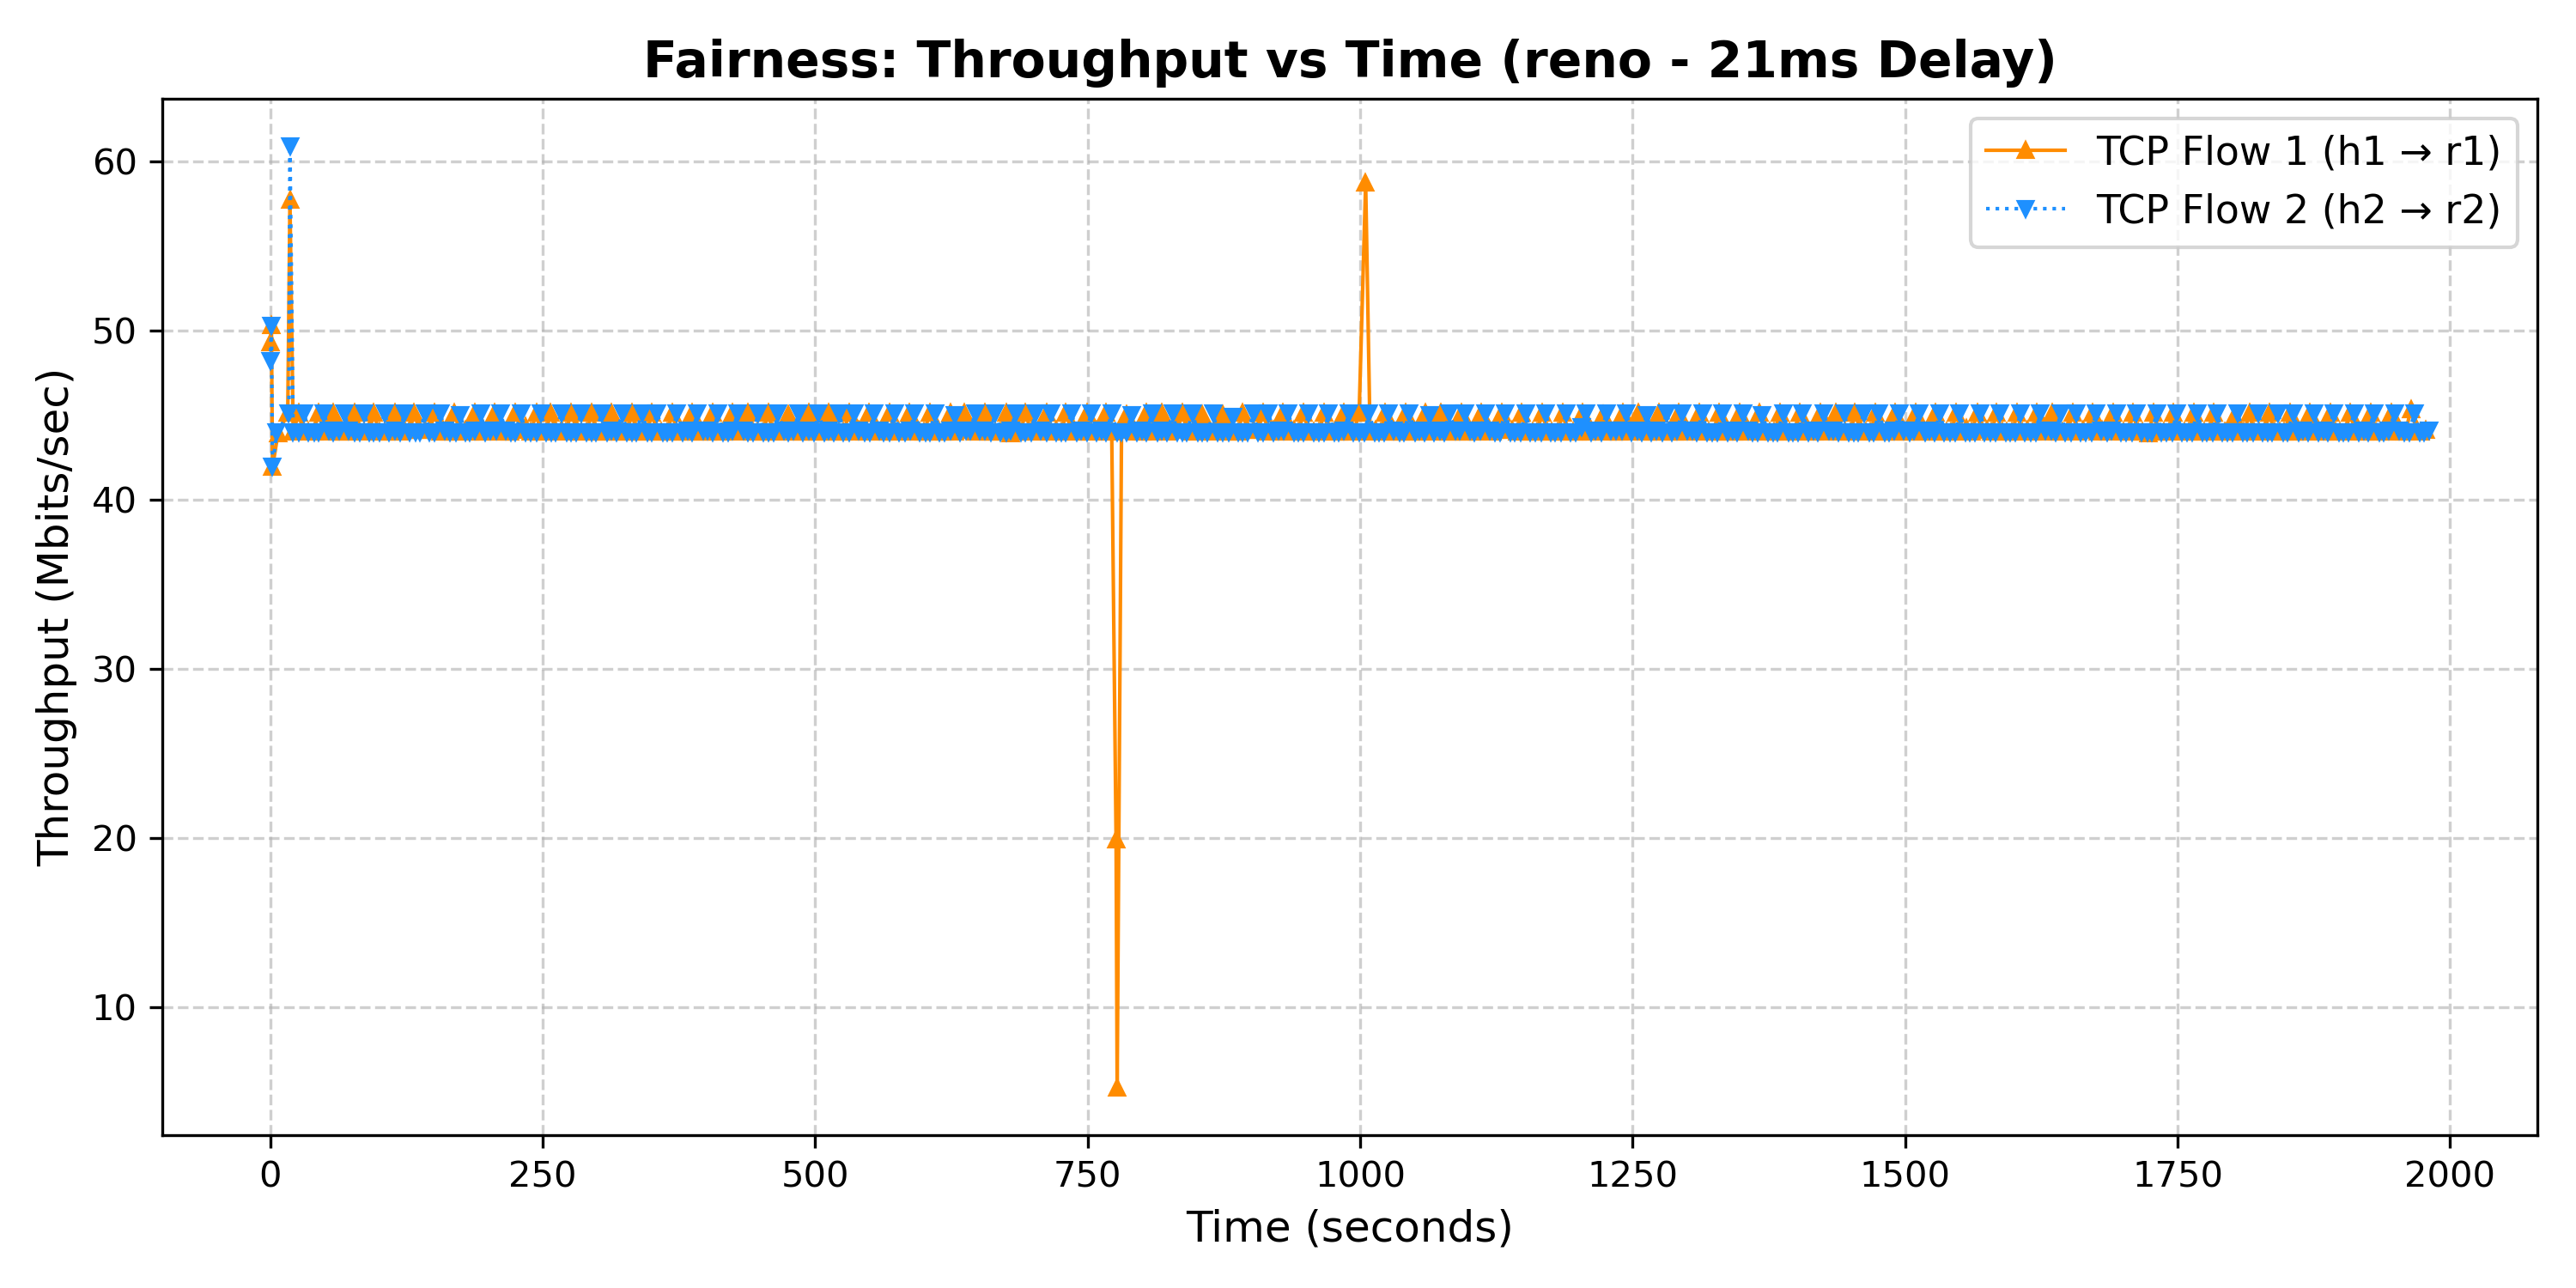 Fairness: Throughput vs Time (reno - 21ms Delay)
TCP Flow 1 (h1 → r1)
TCP Flow 2 (h2 → r2)
Throughput (Mbits/sec)
60
50
40
30
20
10
0 250 500 750 1000 1250 1500 1750 2000
Time (seconds)